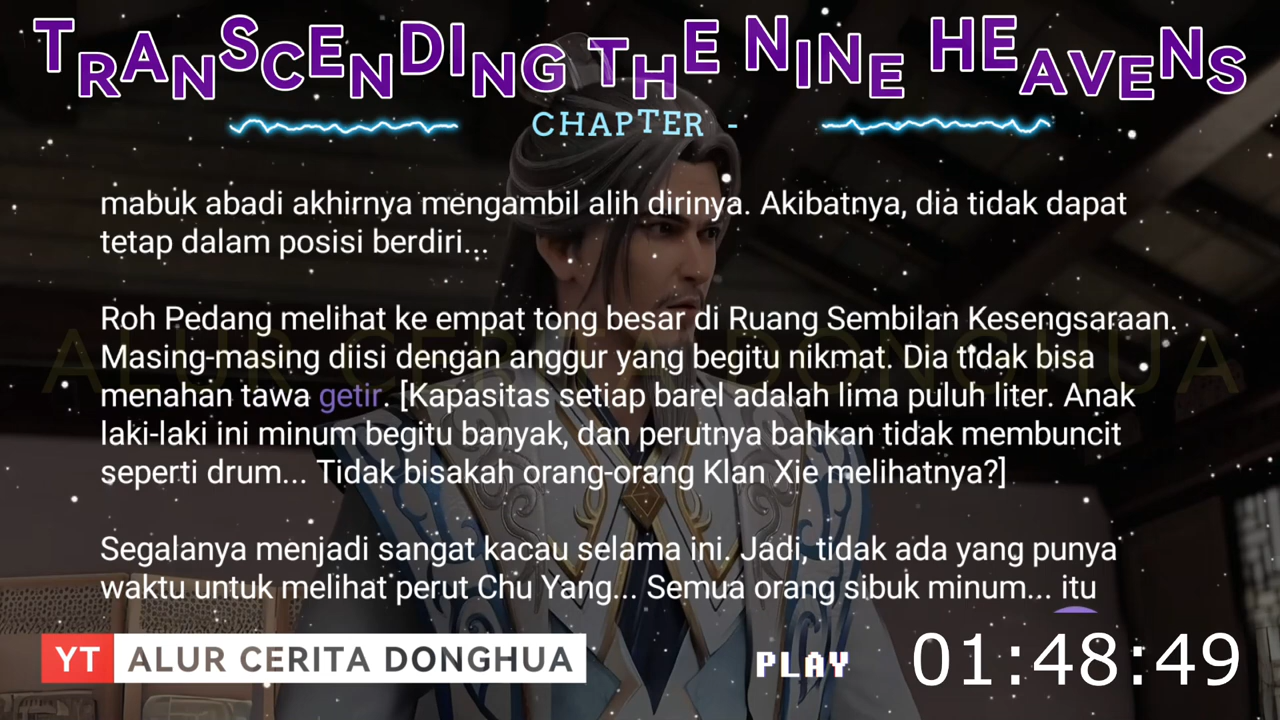 TRANSCENDING THE NINE HEAVENS
CHAPTER -
mabuk abadi akhirnya mengambil alih dirinya. Akibatnya, dia tidak dapat
tetap dalam posisi berdiri...
Roh Pedang melihat ke empat tong besar di Ruang Sembilan Kesengsaraan.
Masing-masing diisi dengan anggur yang begitu nikmat. Dia tidak bisa
menahan tawa getir. [Kapasitas setiap barel adalah lima puluh liter. Anak
laki-laki ini minum begitu banyak, dan perutnya bahkan tidak membuncit
seperti drum... Tidak bisakah orang-orang Klan Xie melihatnya?]
ALUR CERITA DONGHUA
Segalanya menjadi sangat kacau selama ini. Jadi, tidak ada yang punya
waktu untuk melihat perut Chu Yang... Semua orang sibuk minum... itu
YT ALUR CERITA DONGHUA
PLAY 01:48:49